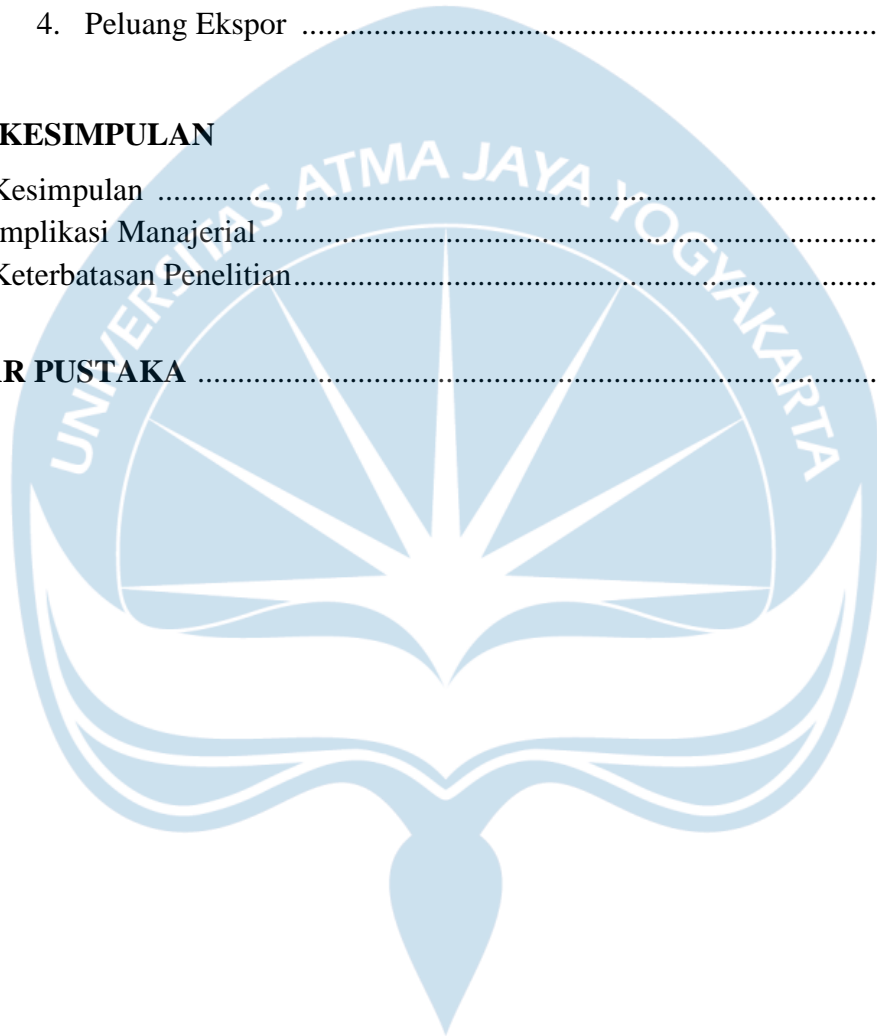 4. Peluang Ekspor ..........................................................................
KESIMPULAN
Kesimpulan ..........................................................................................
mplikasi Manajerial ..............................................................................
Keterbatasan Penelitian..........................................................................
R PUSTAKA ......................................................................................
UNIVERSITAS ATMA JAYA YOGYAKARTA